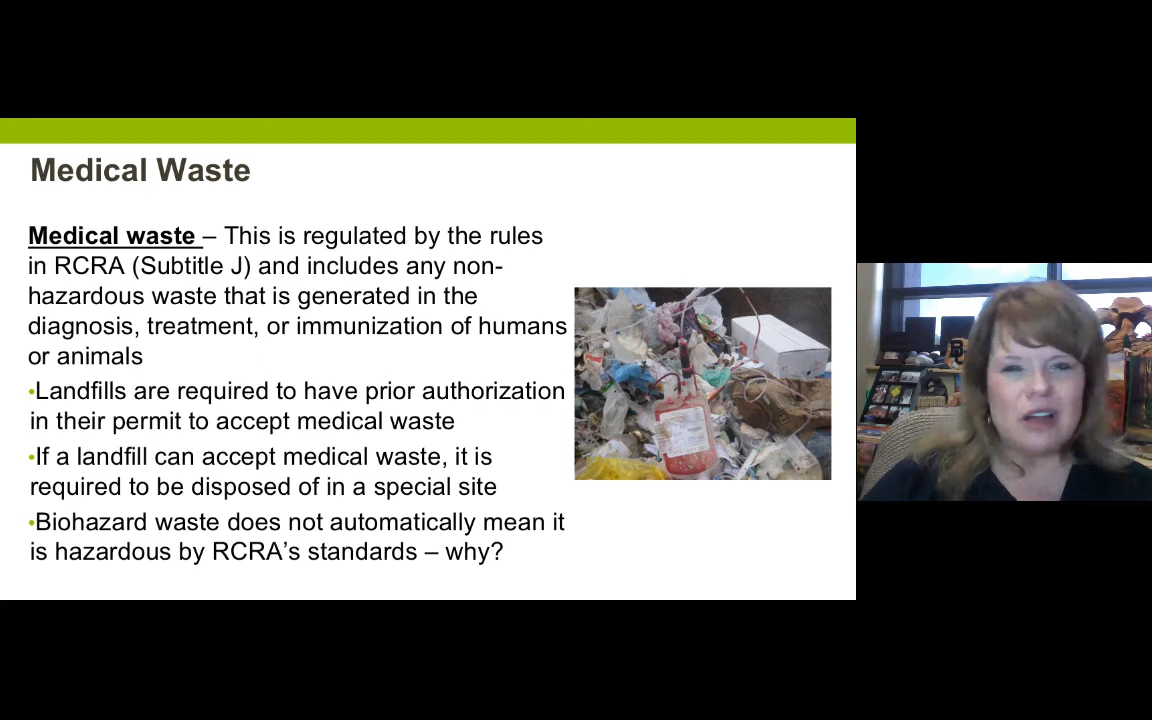 Medical Waste
Medical waste – This is regulated by the rules
in RCRA (Subtitle J) and includes any non-
hazardous waste that is generated in the
diagnosis, treatment, or immunization of humans
or animals
•Landfills are required to have prior authorization
in their permit to accept medical waste
•If a landfill can accept medical waste, it is
required to be disposed of in a special site
•Biohazard waste does not automatically mean it
is hazardous by RCRA’s standards – why?